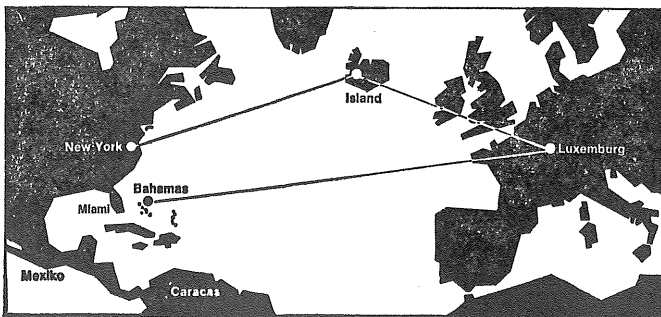 Island
New York
Luxemburg
Bahamas
Miami
Mexiko
Caracas